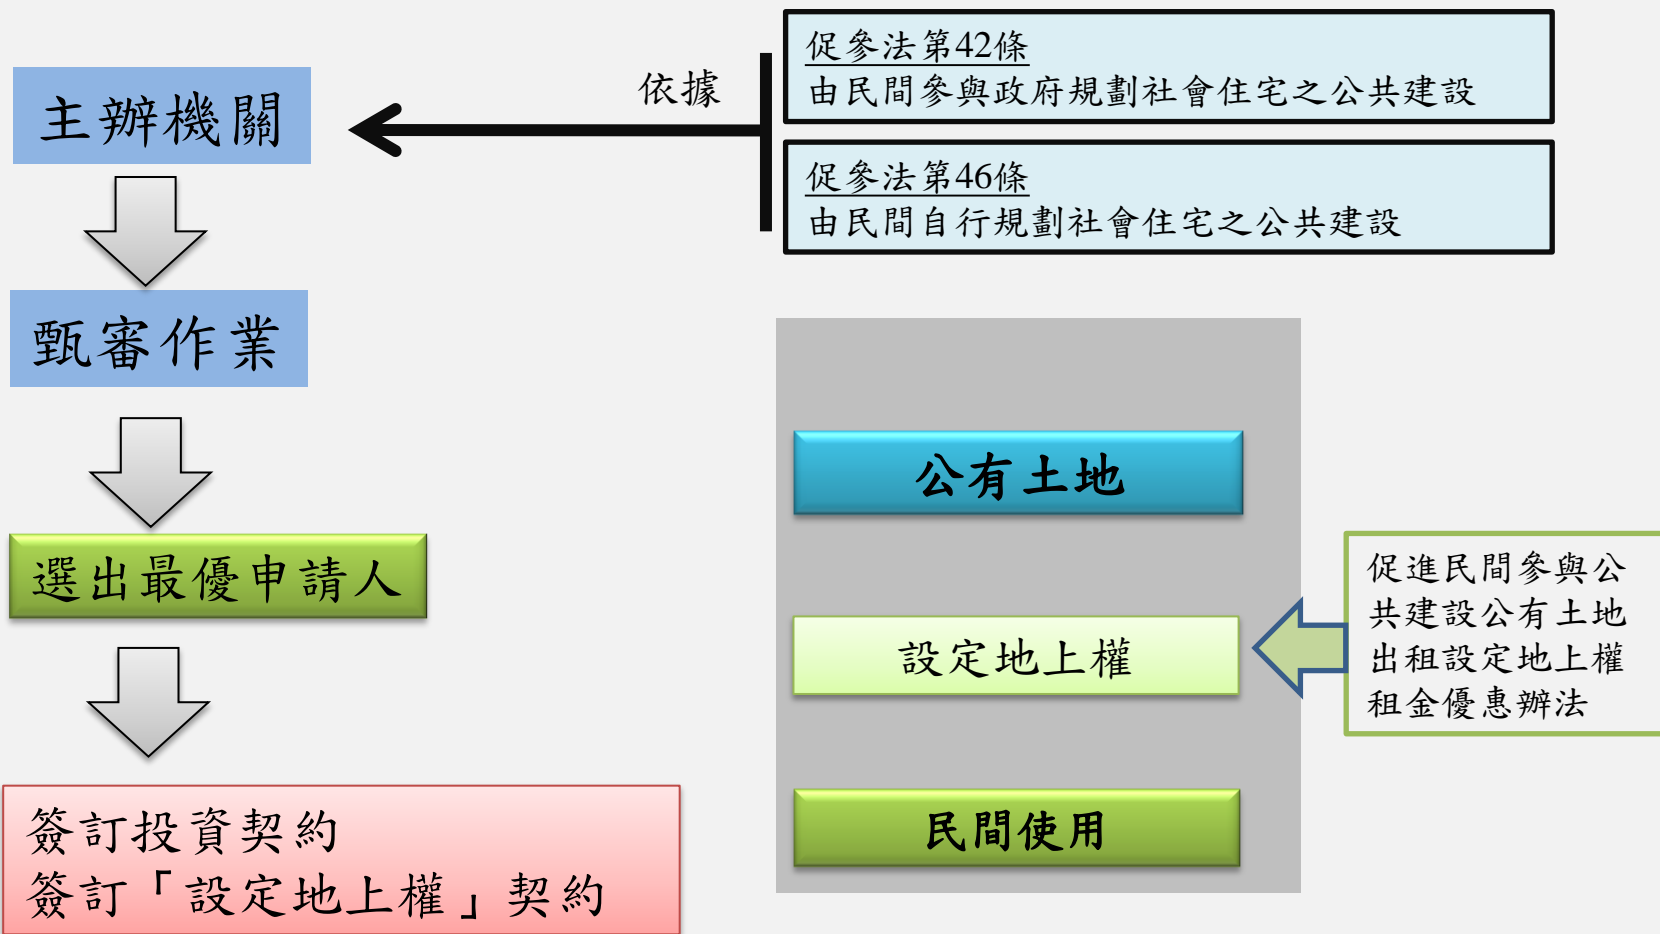 主辦機關
依據
促參法第42條
由民間參與政府規劃社會住宅之公共建設
促參法第46條
由民間自行規劃社會住宅之公共建設
甄審作業
選出最優申請人
簽訂投資契約
簽訂「設定地上權」契約
公有土地
設定地上權
促進民間參與公
共建設公有土地
出租設定地上權
租金優惠辦法
民間使用